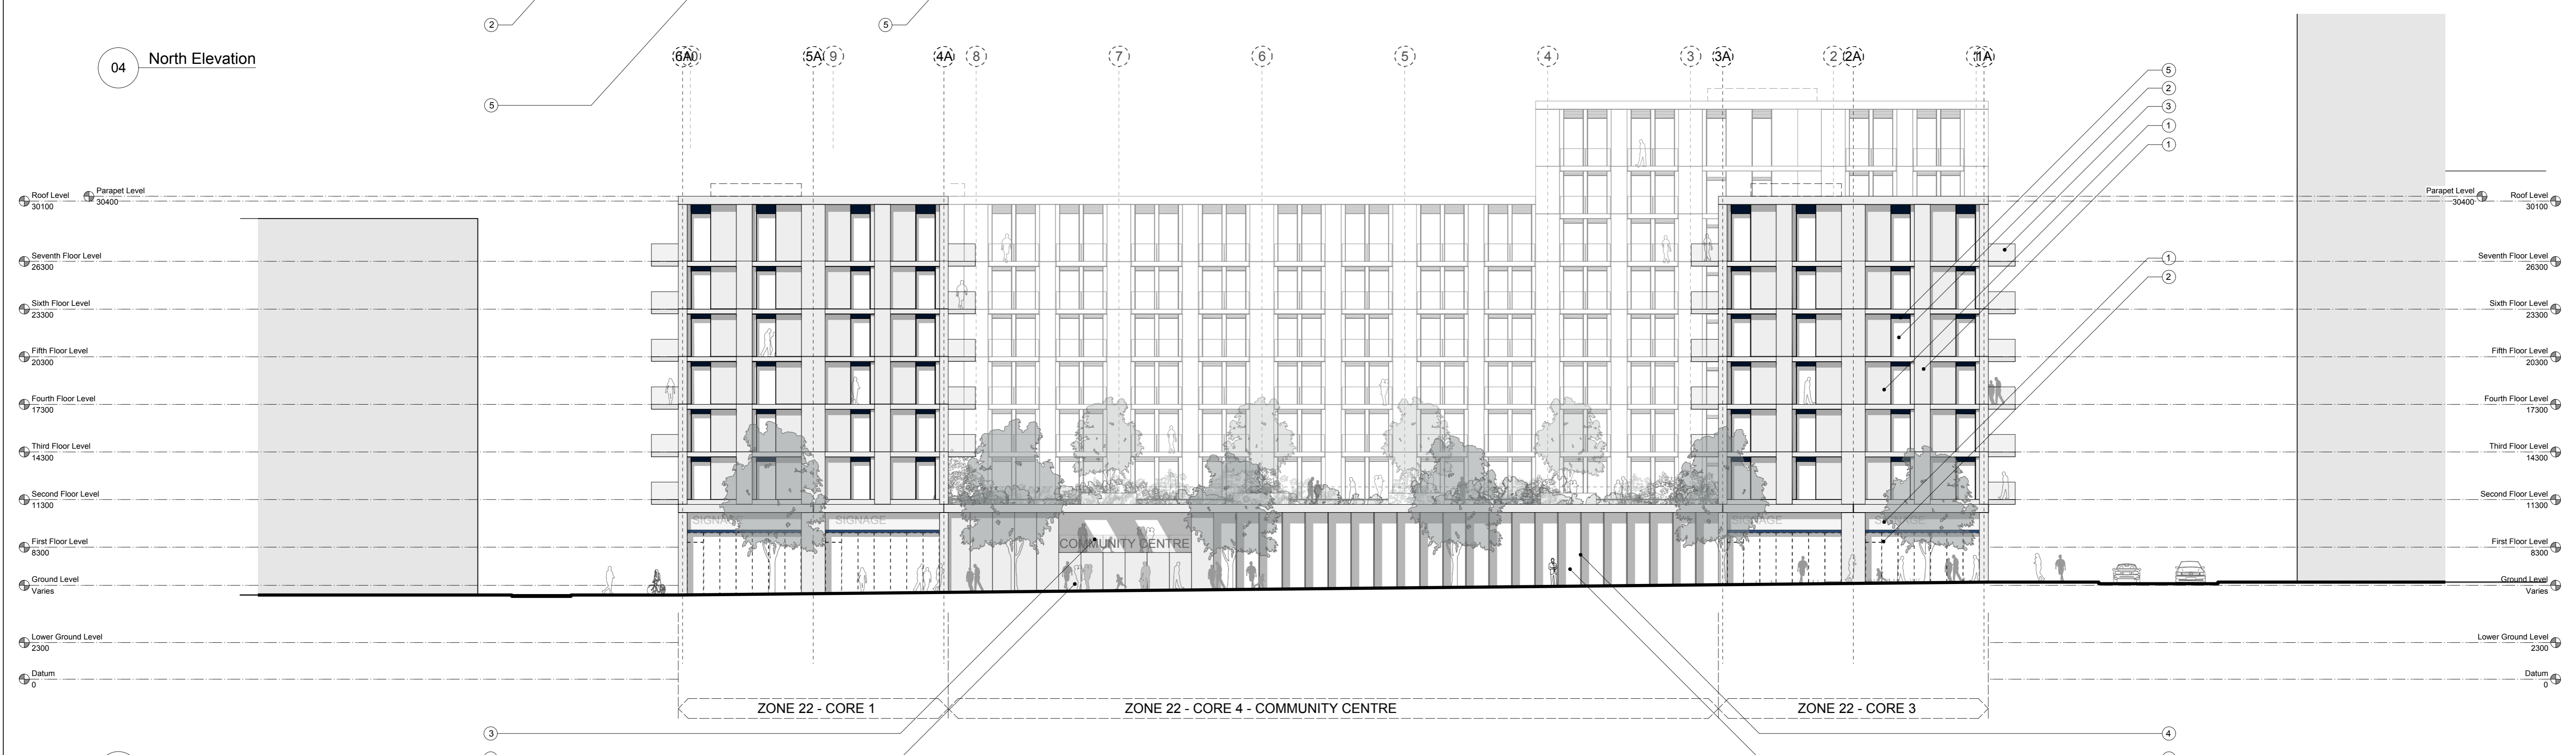 2
5
04
North Elevation
6A
5A
9
4A
8
7
6
5
4
3
3A
2
2A
1A
5
5
2
3
1
1
Roof Level
30100
Parapet Level
30400
Parapet Level
30400
Roof Level
30100
Seventh Floor Level
26300
Seventh Floor Level
26300
1
2
Sixth Floor Level
23300
Sixth Floor Level
23300
Fifth Floor Level
20300
Fifth Floor Level
20300
Fourth Floor Level
17300
Fourth Floor Level
17300
Third Floor Level
14300
Third Floor Level
14300
Second Floor Level
11300
Second Floor Level
11300
SIGNAGE
SIGNAGE
SIGNAGE
SIGNAGE
COMMUNITY CENTRE
First Floor Level
8300
First Floor Level
8300
Ground Level
Varies
Ground Level
Varies
Lower Ground Level
2300
Lower Ground Level
2300
Datum
0
Datum
0
ZONE 22 - CORE 1
ZONE 22 - CORE 4 - COMMUNITY CENTRE
ZONE 22 - CORE 3
3
4